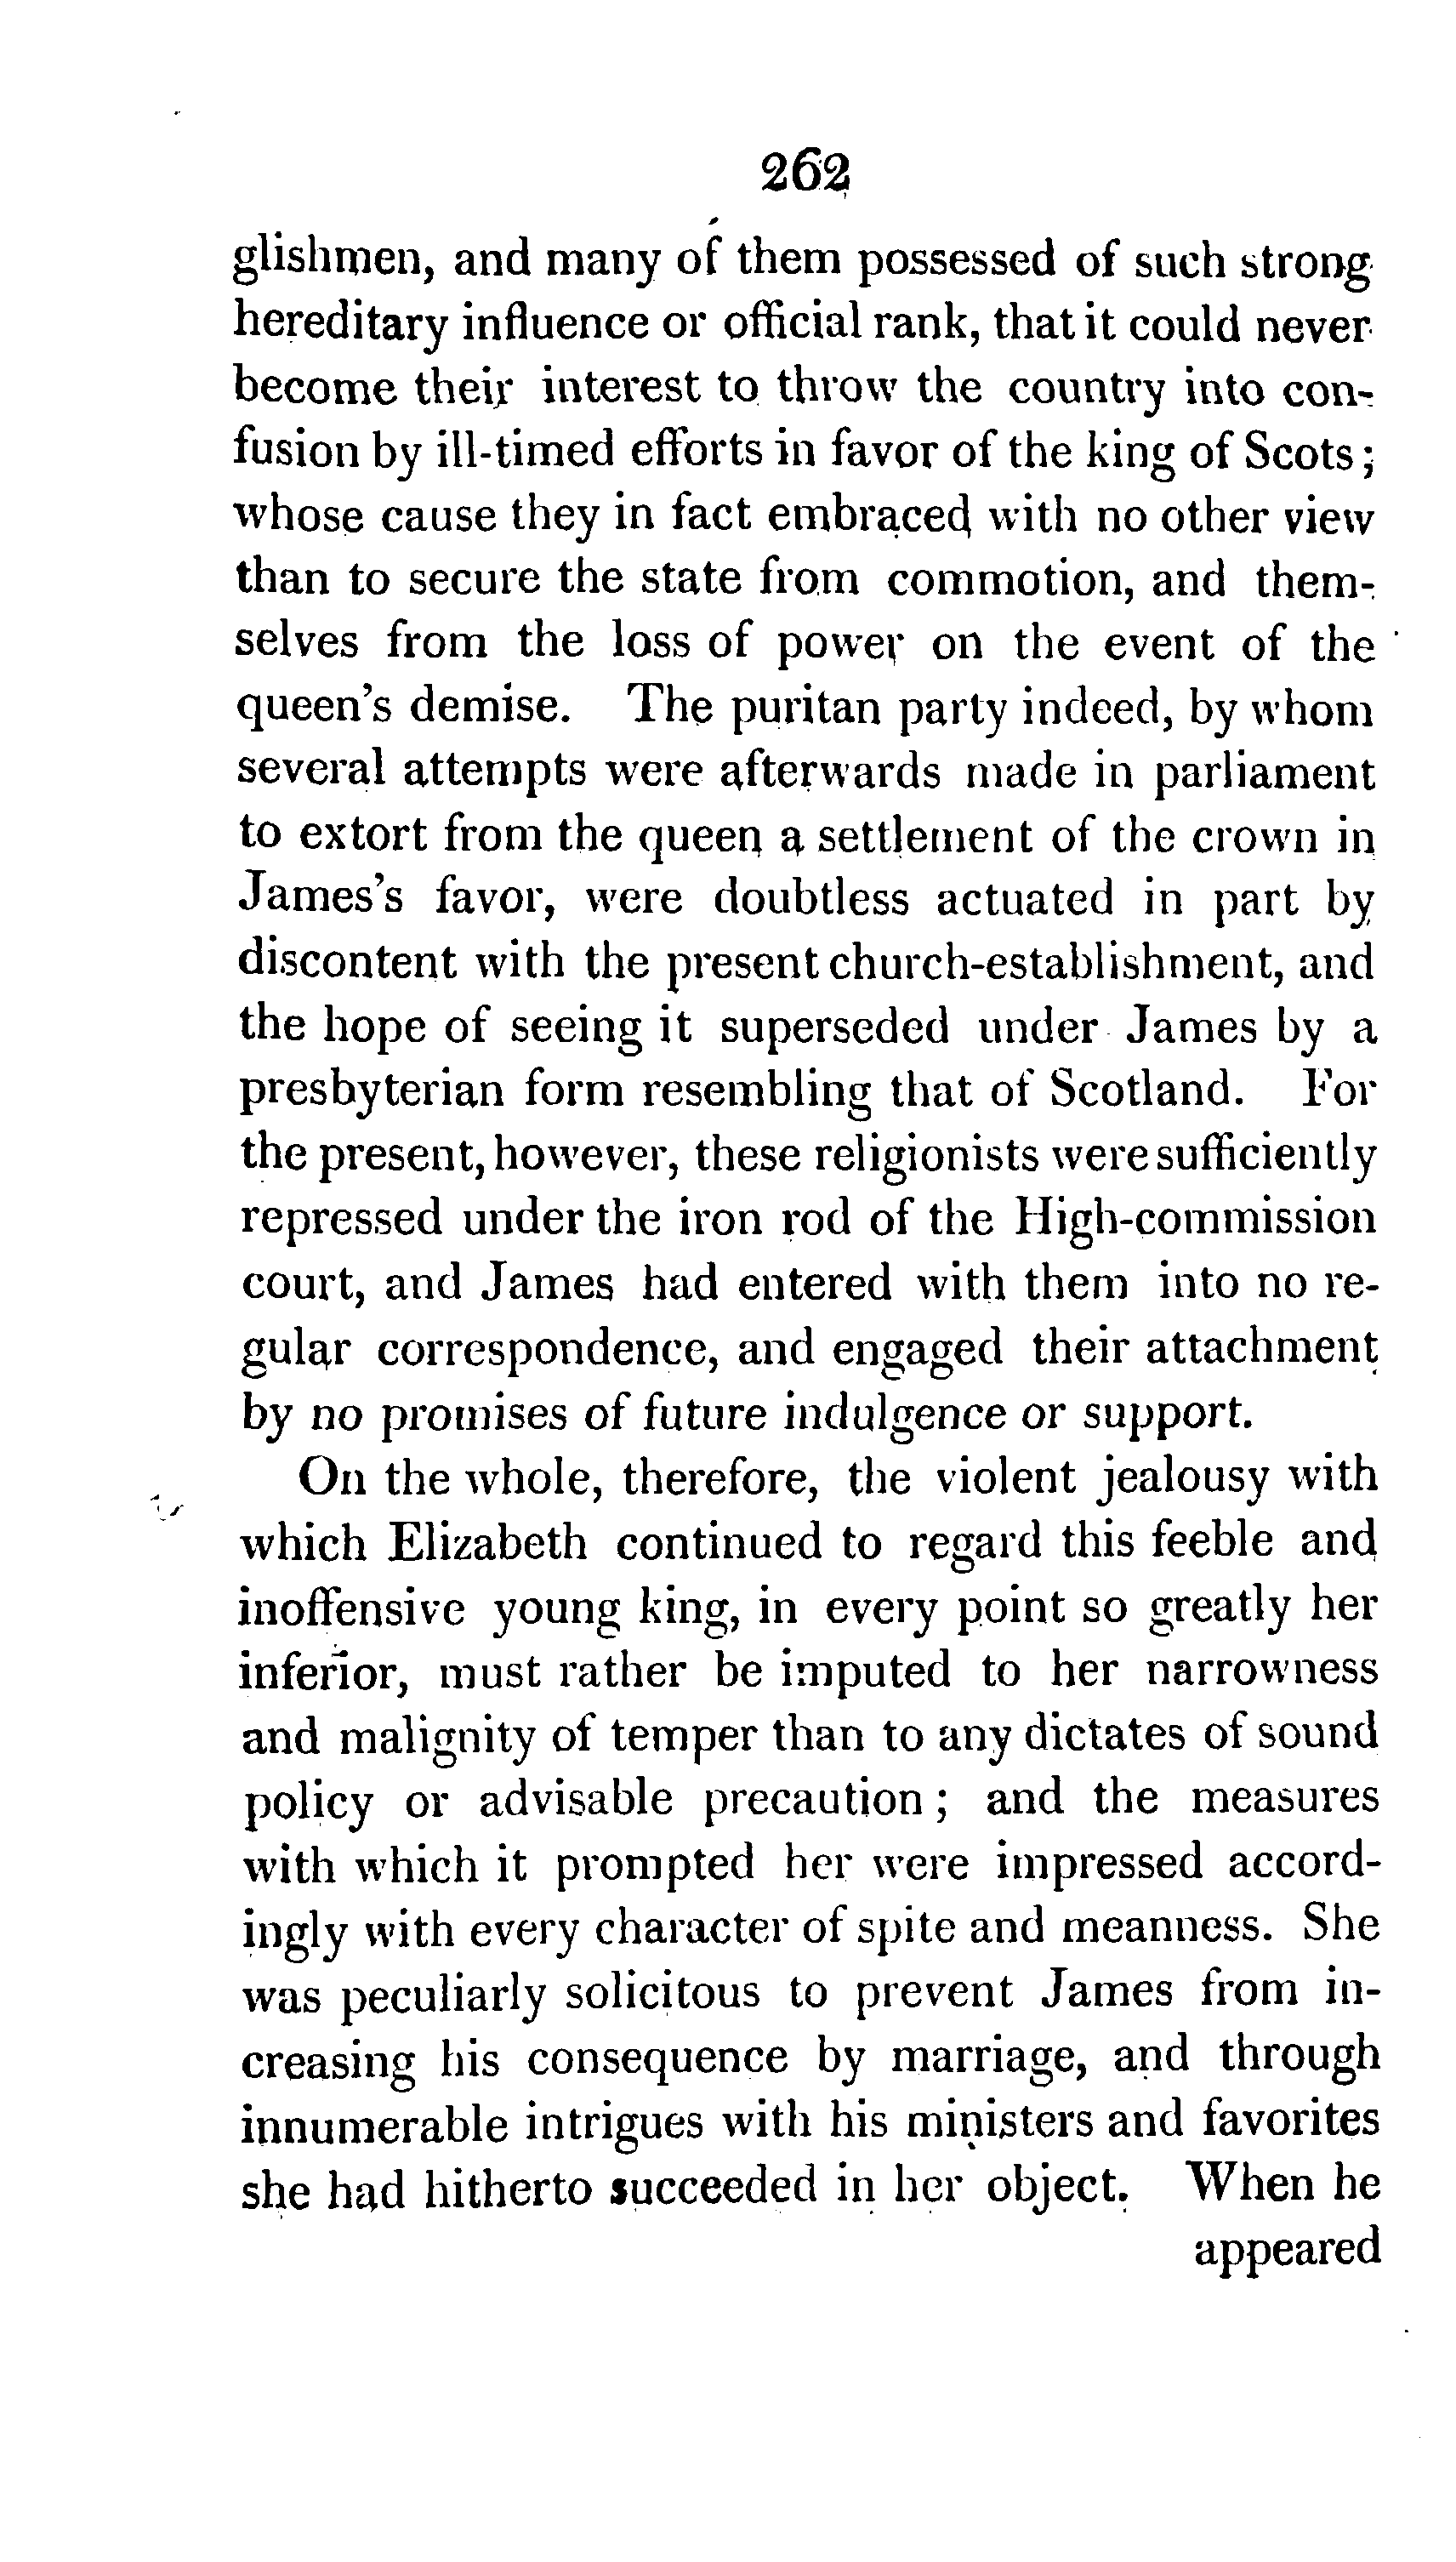 262
glishmen, and many of them possessed of such strong
hereditary influence or official rank, that it could never
become their interest to throw the country into con-
fusion by ill-timed efforts in favor of the king of Scots;
whose cause they in fact embraced with no other view
than to secure the state from commotion, and them-
selves from the loss of power on the event of the
queen's demise. The puritan party indeed, by whom
several attempts were afterwards made in parliament
to extort from the queen a settlement of the crown in
James's favor, were doubtless actuated in part by
discontent with the present church-establishment, and
the hope of seeing it superseded under James by a
presbyterian form resembling that of Scotland. For
the present, however, these religionists were sufficiently
repressed under the iron rod of the High-commission
court, and James had entered with them into no re-
gular correspondence, and engaged their attachment
by no promises of future indulgence or support.
On the whole, therefore, the violent jealousy with
which Elizabeth continued to regard this feeble and
inoffensive young king, in every point so greatly her
inferior, must rather be imputed to her narrowness
and malignity of temper than to any dictates of sound
policy or advisable precaution; and the measures
with which it prompted her were impressed accord-
ingly with every character of spite and meanness. She
was peculiarly solicitous to prevent James from in-
creasing his consequence by marriage, and through
innumerable intrigues with his ministers and favorites
she had hitherto succeeded in her object. When he
appeared